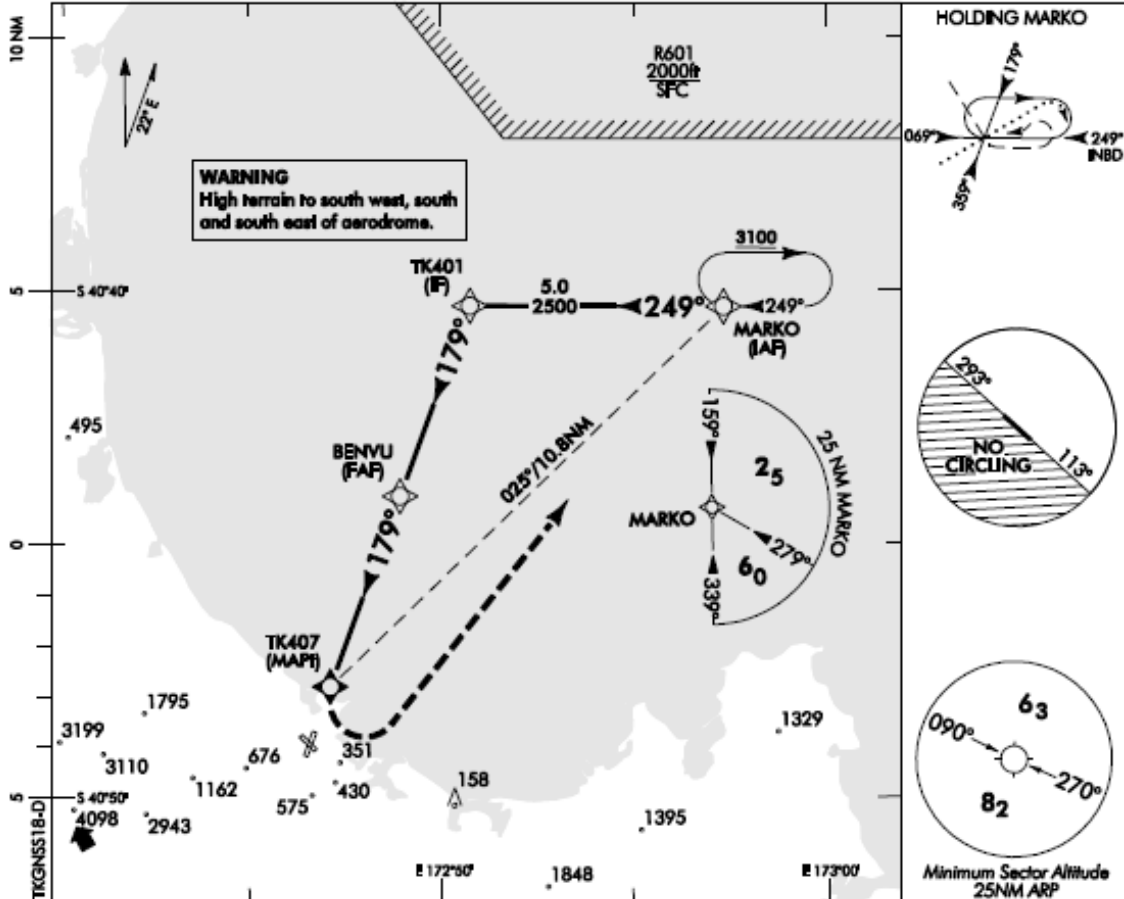 10 NM
R601
2000ft
SFC
22° E
WARNING
High terrain to south west, south
and south east of aerodrome.
3100
TK401
(IF)
5.0
2500
249°
249°
MARKO
(IAF)
5
S 40°40'
179°
495
BENVU
(FAF)
025°/10.8NM
159°
25
25 NM MARKO
MARKO
279°
60
339°
0
179°
TK407
(MAPt)
1795
3199
3110
676
1162
351
430
575
158
1329
1395
5
S 40°50'
4098
2943
E 172°50'
1848
E 173°00'
TKGNSS18-D
HOLDING MARKO
179°
069°
249°
INBD
359°
293°
NO
CIRCLING
113°
63
090°
270°
82
Minimum Sector Altitude
25NM ARP